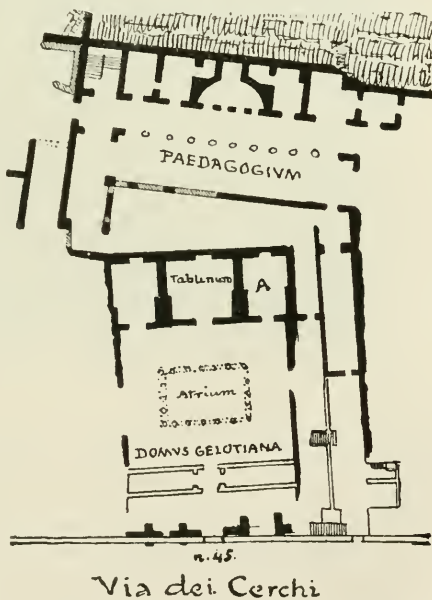 PAEDAGOGIVM
Tablinum A
Atrium
DOMVS GELOTIANA
n. 45.
Via dei Cerchi